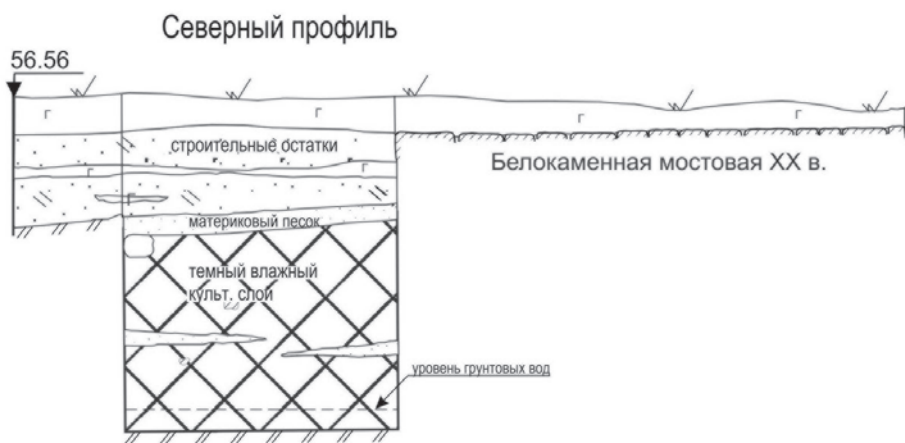 Северный профиль
56.56
Г
Г
Г
Г
строительные остатки
Г
Г
Белокаменная мостовая XX в.
Г
материковый песок
темный влажный
культ. слой
уровень грунтовых вод